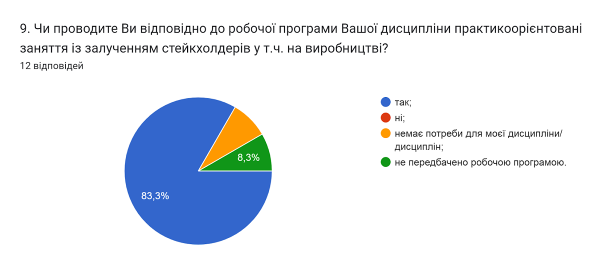 9. Чи проводите Ви відповідно до робочої програми Вашої дисципліни практикоорієнтовані
заняття із залученням стейкхолдерів у т.ч. на виробництві?
12 відповідей
так;
ні;
немає потреби для моєї дисципліни/
дисциплін;
не передбачено робочою програмою.
8,3%
83,3%